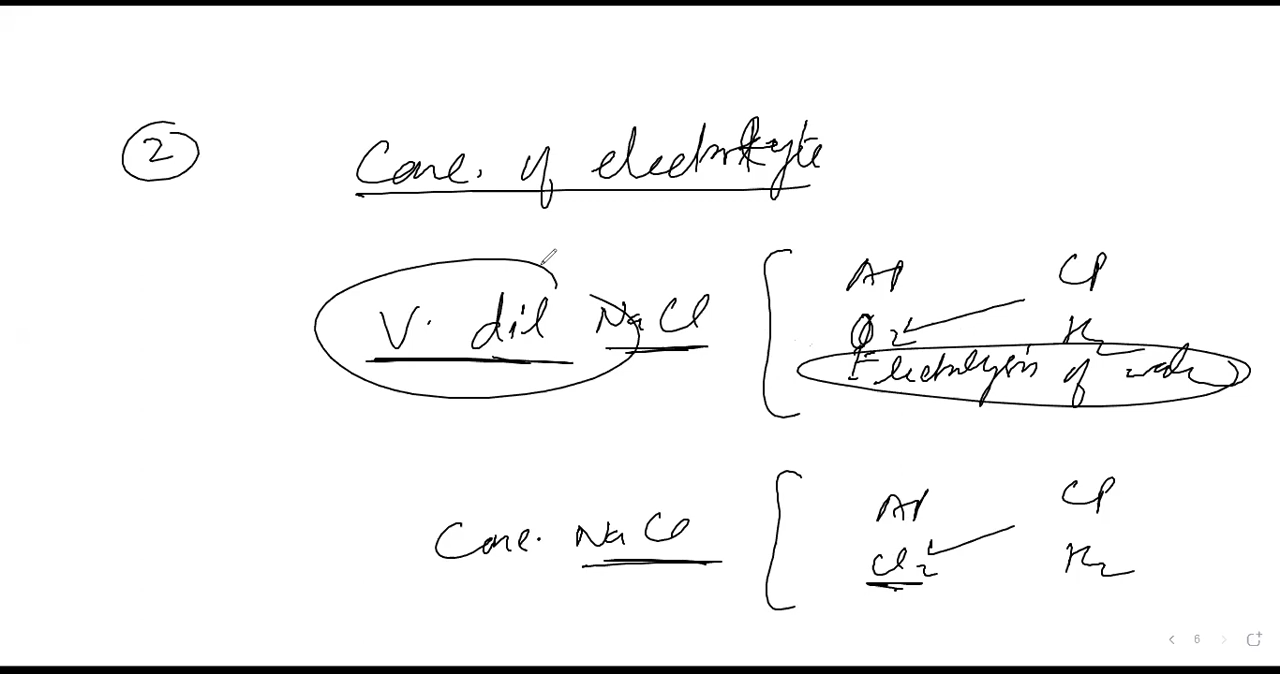 2 Conc. of electrolyte
V. dil NaCl AP CP
O2 H2
Electrolysis of water
Conc. NaCl AP CP
Cl2 H2
6